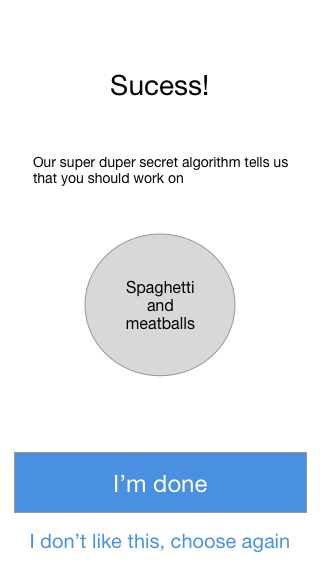 Sucess!
Our super duper secret algorithm tells us
that you should work on
Spaghetti
and
meatballs
I’m done
I don’t like this, choose again